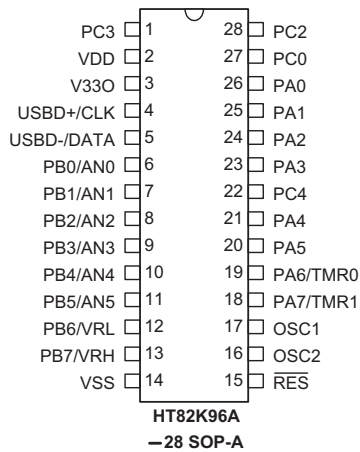 PC3 1 28 PC2
VDD 2 27 PC0
V33O 3 26 PA0
USBD+/CLK 4 25 PA1
USBD-/DATA 5 24 PA2
PB0/AN0 6 23 PA3
PB1/AN1 7 22 PC4
PB2/AN2 8 21 PA4
PB3/AN3 9 20 PA5
PB4/AN4 10 19 PA6/TMR0
PB5/AN5 11 18 PA7/TMR1
PB6/VRL 12 17 OSC1
PB7/VRH 13 16 OSC2
VSS 14 15 R̅E̅S̅
HT82K96A
–28 SOP-A